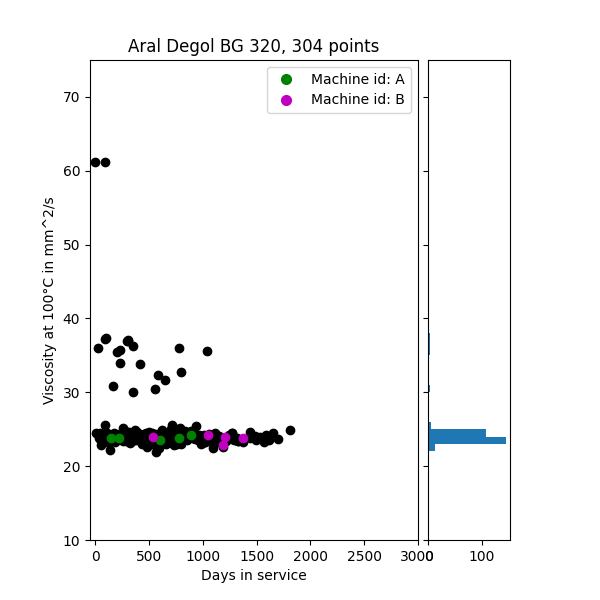 Aral Degol BG 320, 304 points
Machine id: A
Machine id: B
Viscosity at 100°C in mm^2/s
70
60
50
40
30
20
10
0 500 1000 1500 2000 2500 3000
0 100
Days in service